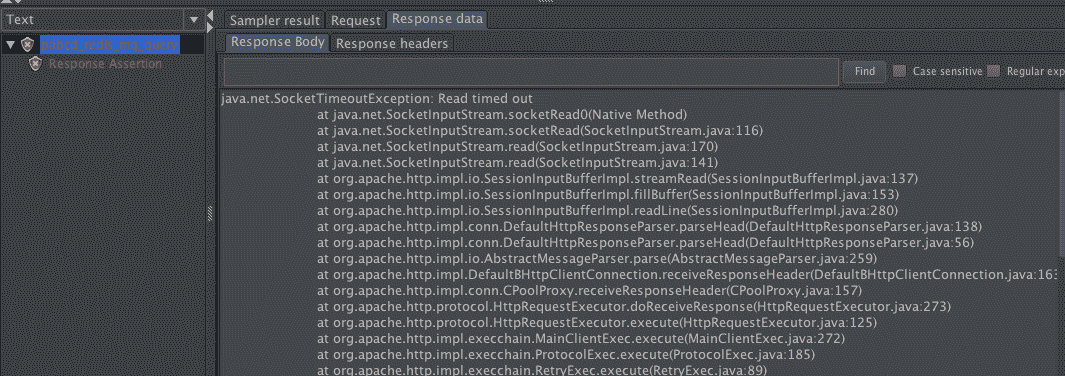 Text
Sampler result
Request
Response data
Response Body
Response headers
Response Assertion
Find
Case sensitive
Regular exp
java.net.SocketTimeoutException: Read timed out
at java.net.SocketInputStream.socketRead0(Native Method)
at java.net.SocketInputStream.socketRead(SocketInputStream.java:116)
at java.net.SocketInputStream.read(SocketInputStream.java:170)
at java.net.SocketInputStream.read(SocketInputStream.java:141)
at org.apache.http.impl.io.SessionInputBufferImpl.streamRead(SessionInputBufferImpl.java:137)
at org.apache.http.impl.io.SessionInputBufferImpl.fillBuffer(SessionInputBufferImpl.java:153)
at org.apache.http.impl.io.SessionInputBufferImpl.readLine(SessionInputBufferImpl.java:280)
at org.apache.http.impl.conn.DefaultHttpResponseParser.parseHead(DefaultHttpResponseParser.java:138)
at org.apache.http.impl.conn.DefaultHttpResponseParser.parseHead(DefaultHttpResponseParser.java:56)
at org.apache.http.impl.io.AbstractMessageParser.parse(AbstractMessageParser.java:259)
at org.apache.http.impl.DefaultBHttpClientConnection.receiveResponseHeader(DefaultBHttpClientConnection.java:163
at org.apache.http.impl.conn.CPoolProxy.receiveResponseHeader(CPoolProxy.java:157)
at org.apache.http.protocol.HttpRequestExecutor.doReceiveResponse(HttpRequestExecutor.java:273)
at org.apache.http.protocol.HttpRequestExecutor.execute(HttpRequestExecutor.java:125)
at org.apache.http.impl.execchain.MainClientExec.execute(MainClientExec.java:272)
at org.apache.http.impl.execchain.ProtocolExec.execute(ProtocolExec.java:185)
at org.apache.http.impl.execchain.RetryExec.execute(RetryExec.java:89)